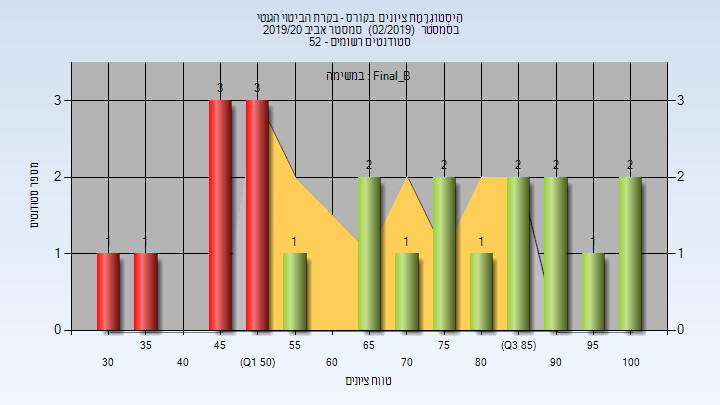 היסטוגרמת ציונים בקורס - בקרת הביטוי הגנטי
בסמסטר (02/2019) סמסטר אביב 2019/20
סטודנטים רשומים - 52
במשימה : Final_B
מספר סטודנטים
3 3
2 2
1 1
0 0
1 1 3 3 1 2 1 2 1 2 2 1 2
35 45 55 65 75 (Q3 85) 95
30 40 (Q1 50) 60 70 80 90 100
טווח ציונים